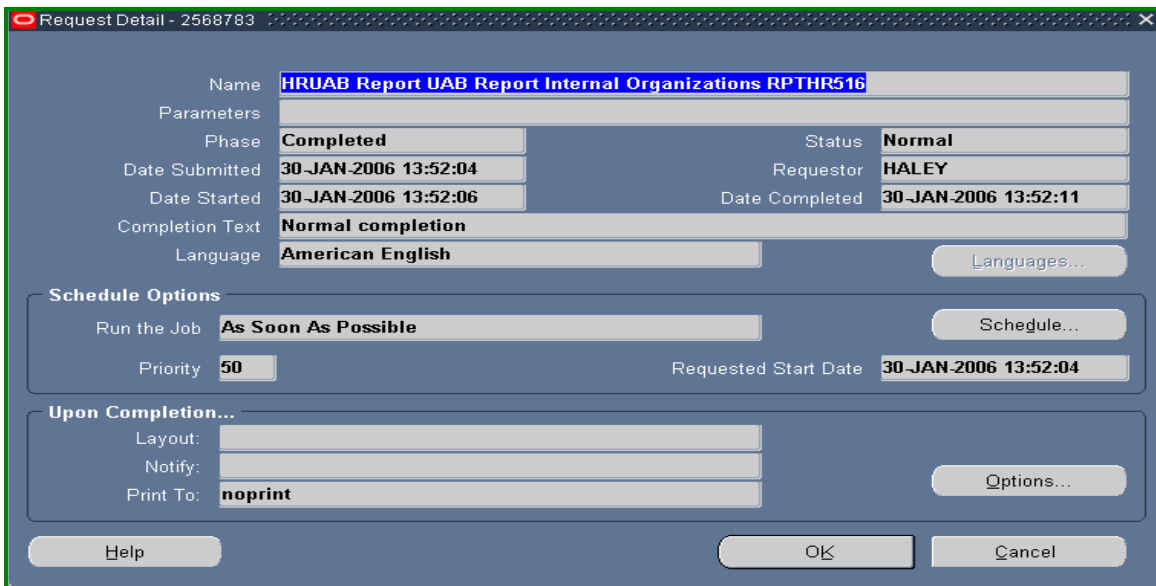 Request Detail - 2568783
Name HRUAB Report UAB Report Internal Organizations RPTHR516
Parameters
Phase Completed Status Normal
Date Submitted 30-JAN-2006 13:52:04 Requestor HALEY
Date Started 30-JAN-2006 13:52:06 Date Completed 30-JAN-2006 13:52:11
Completion Text Normal completion
Language American English
Languages...
Schedule Options
Run the Job As Soon As Possible Schedule...
Priority 50 Requested Start Date 30-JAN-2006 13:52:04
Upon Completion...
Layout:
Notify:
Options...
Print To: noprint
Help OK Cancel